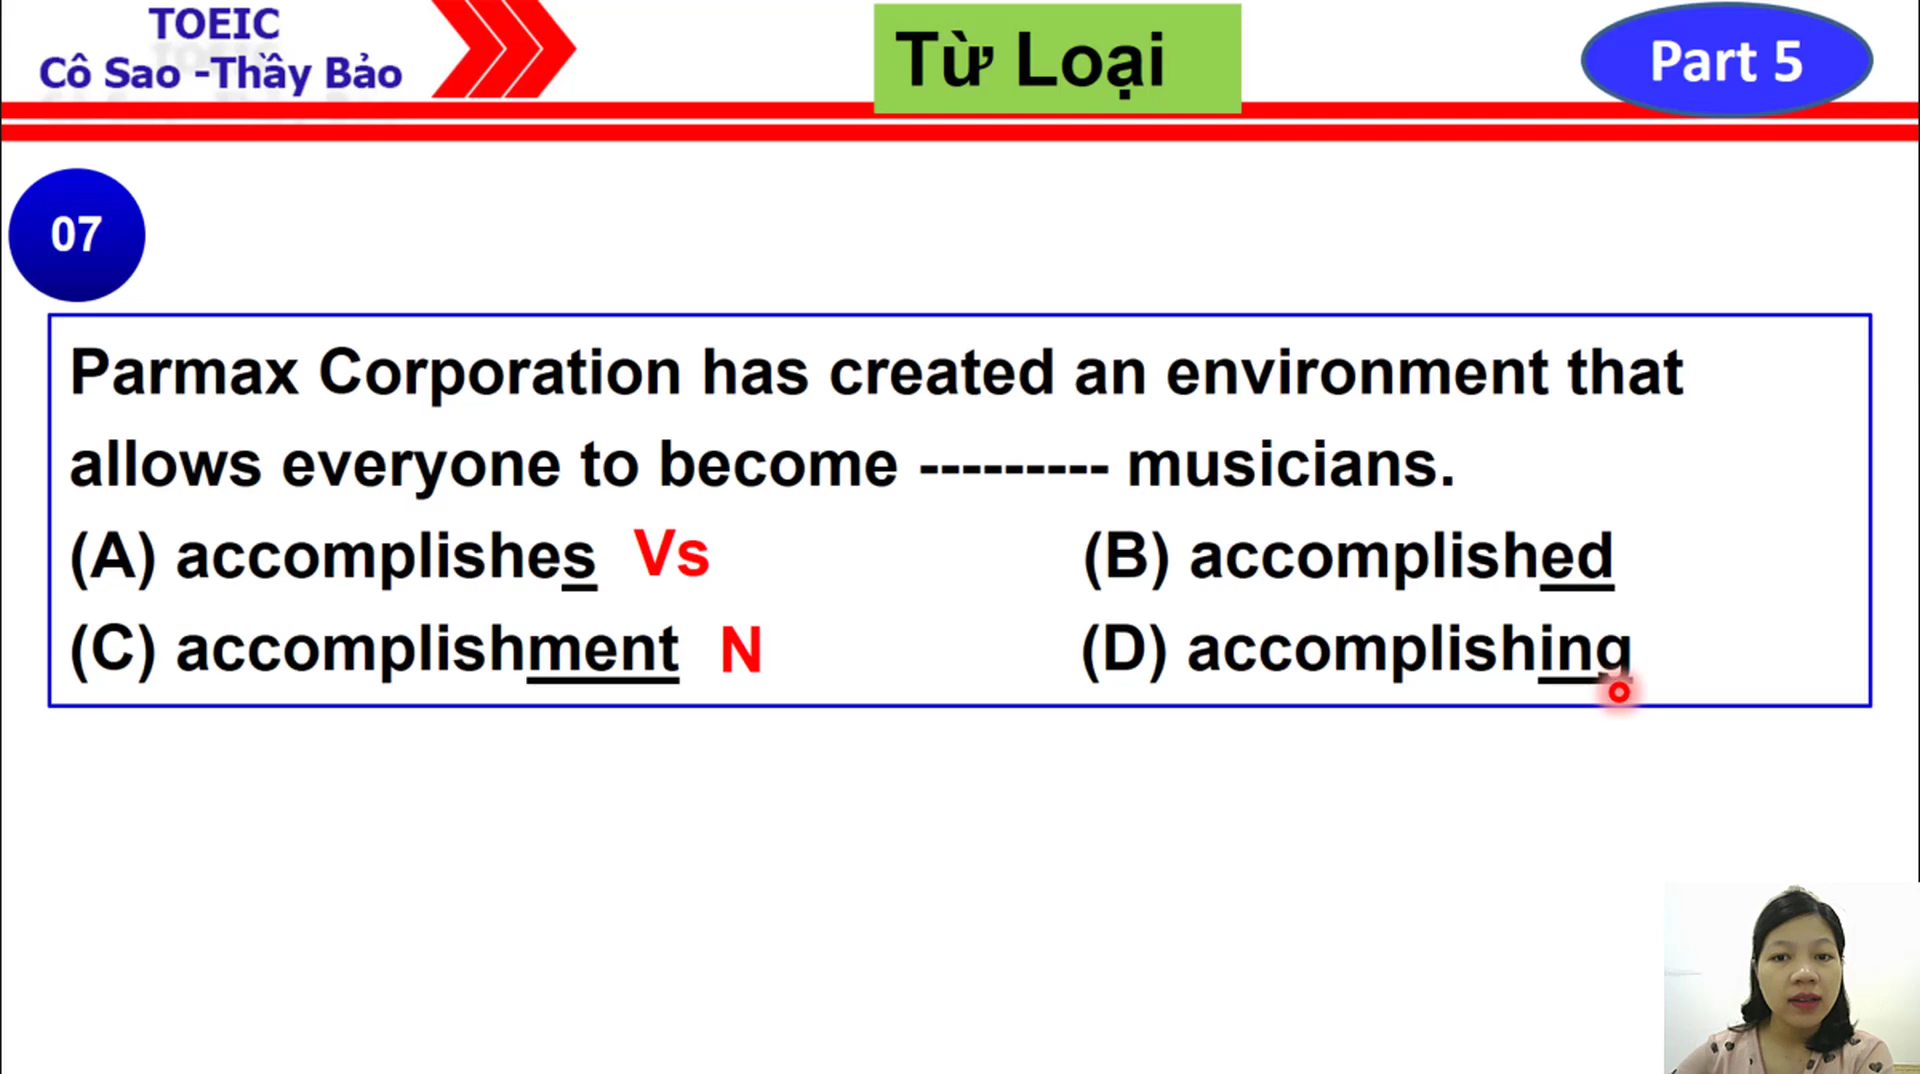 TOEIC
Cô Sao -Thầy Bảo
Từ Loại
Part 5
07
Parmax Corporation has created an environment that
allows everyone to become --------- musicians.
(A) accomplishes Vs (B) accomplished
(C) accomplishment N (D) accomplishing